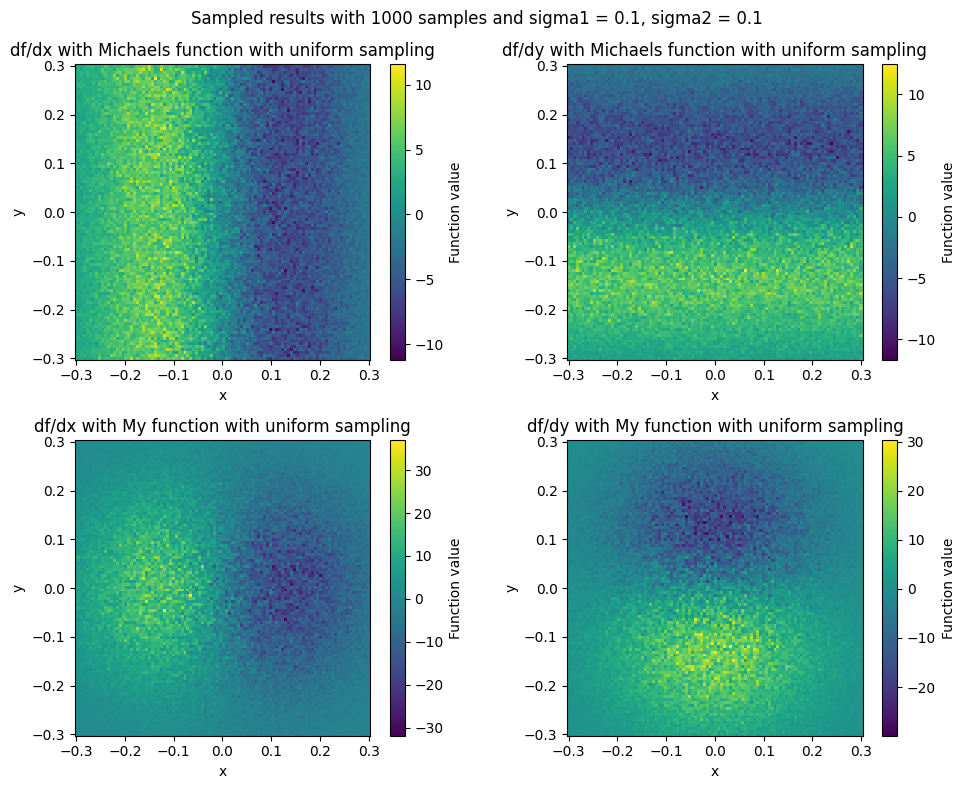 Sampled results with 1000 samples and sigma1 = 0.1, sigma2 = 0.1
df/dx with Michaels function with uniform sampling
0.3
0.2
0.1
0.0
−0.1
−0.2
−0.3
y
−0.3 −0.2 −0.1 0.0 0.1 0.2 0.3
x
10
5
0
−5
−10
Function value
df/dy with Michaels function with uniform sampling
0.3
0.2
0.1
0.0
−0.1
−0.2
−0.3
y
−0.3 −0.2 −0.1 0.0 0.1 0.2 0.3
x
10
5
0
−5
−10
Function value
df/dx with My function with uniform sampling
0.3
0.2
0.1
0.0
−0.1
−0.2
−0.3
y
−0.3 −0.2 −0.1 0.0 0.1 0.2 0.3
x
30
20
10
0
−10
−20
−30
Function value
df/dy with My function with uniform sampling
0.3
0.2
0.1
0.0
−0.1
−0.2
−0.3
y
−0.3 −0.2 −0.1 0.0 0.1 0.2 0.3
x
30
20
10
0
−10
−20
Function value